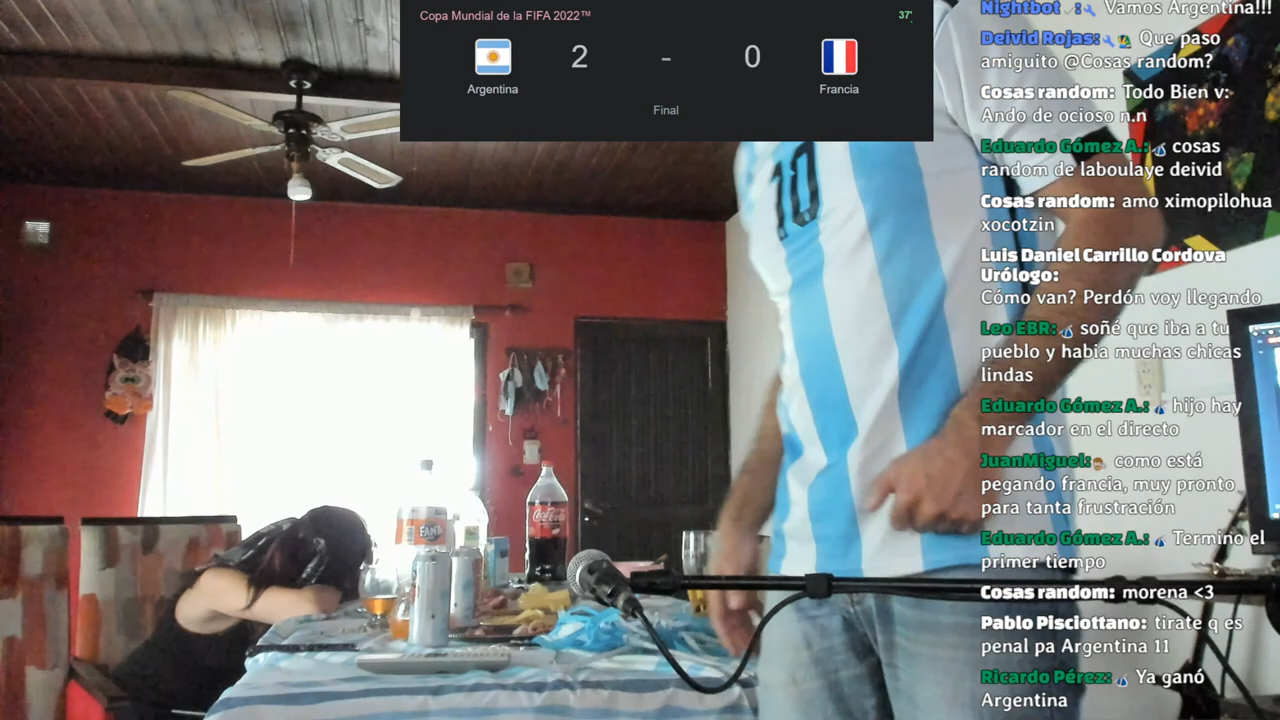 Copa Mundial de la FIFA 2022™
37'
2 - 0
Argentina
Francia
Final
10
FANTA
Coca-Cola
Nightbot : Vamos Argentina!!!
Deivid Rojas: Que paso
amiguito @Cosas random?
Cosas random: Todo Bien v:
Ando de ocioso n.n
Eduardo Gómez A.: cosas
random de laboulaye deivid
Cosas random: amo ximopilohua
xocotzin
Luis Daniel Carrillo Cordova
Urólogo:
Cómo van? Perdón voy llegando
Leo EBR: soñé que iba a tu
pueblo y habia muchas chicas
lindas
Eduardo Gómez A.: hijo hay
marcador en el directo
JuanMiguel: como está
pegando francia, muy pronto
para tanta frustración
Eduardo Gómez A.: Termino el
primer tiempo
Cosas random: morena <3
Pablo Pisciottano: tirate q es
penal pa Argentina 11
Ricardo Pérez: Ya ganó
Argentina